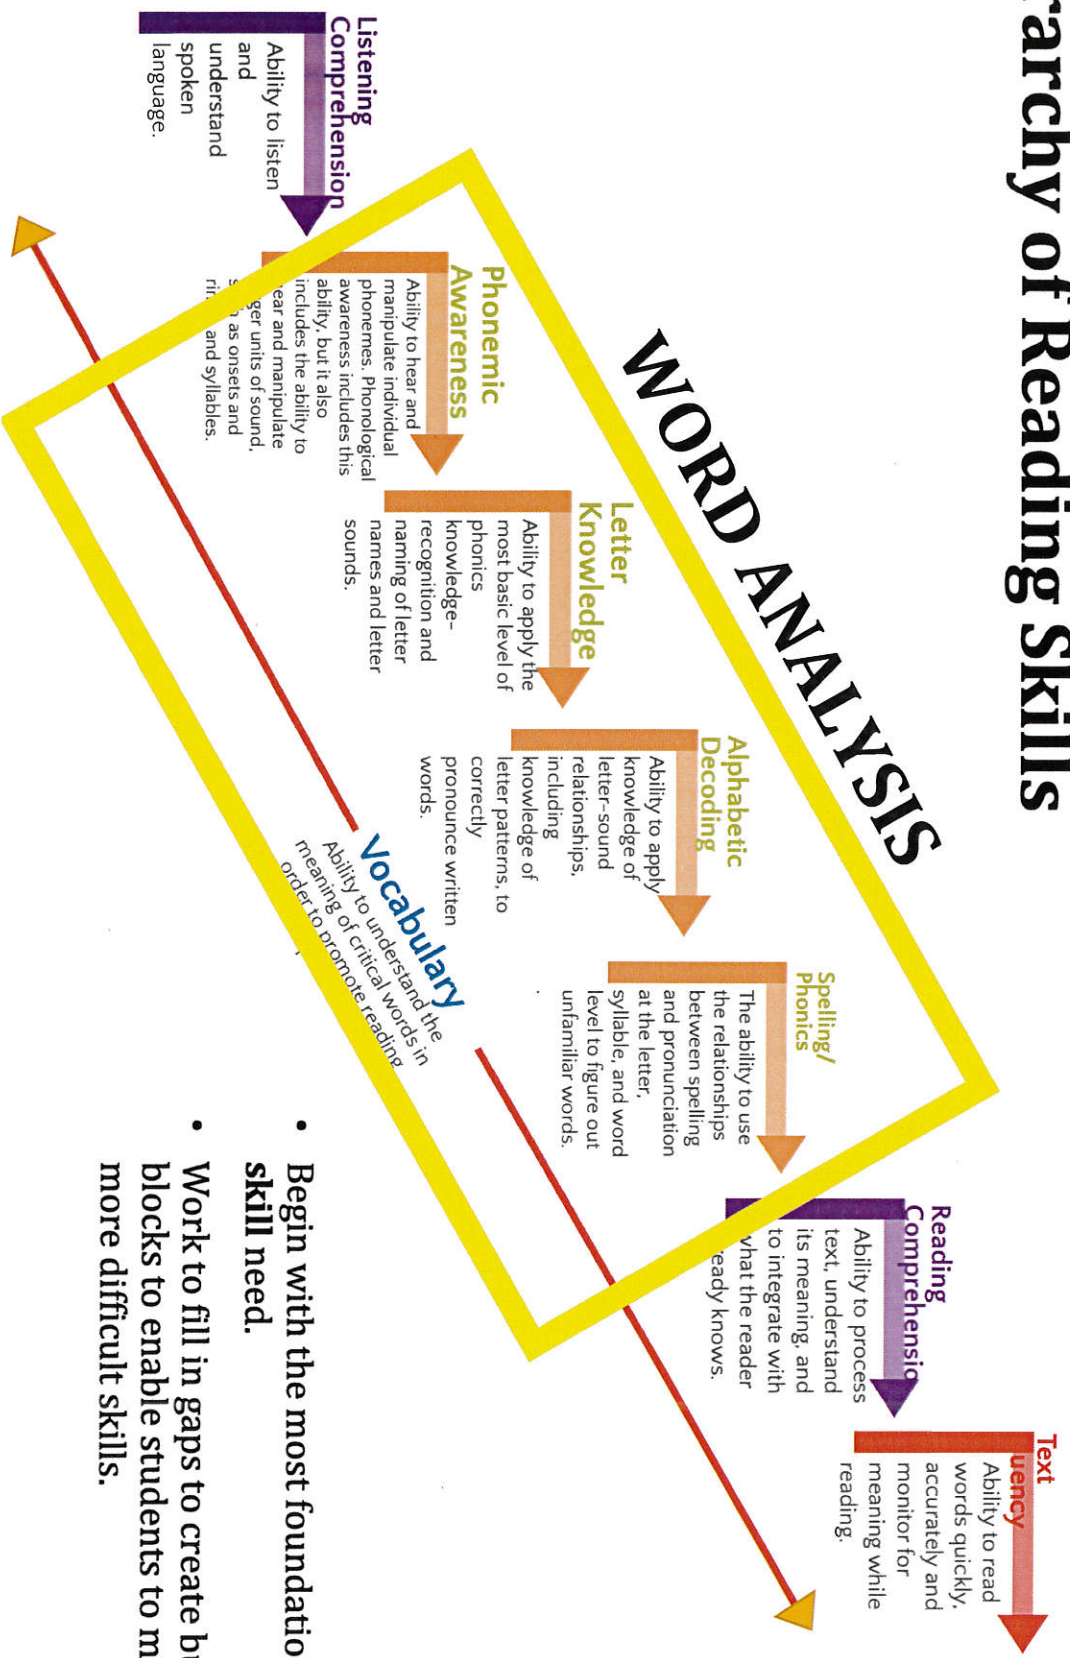 rarchy of Reading Skills
WORD ANALYSIS
Listening
Comprehension
Ability to listen
and
understand
spoken
language.
Phonemic
Awareness
Ability to hear and
manipulate individual
phonemes. Phonological
awareness includes this
ability, but it also
includes the ability to
ear and manipulate
ger units of sound,
as onsets and
and syllables.
Letter
Knowledge
Ability to apply the
most basic level of
phonics
knowledge-
recognition and
naming of letter
names and letter
sounds.
Alphabetic
Decoding
Ability to apply
knowledge of
letter-sound
relationships,
including
knowledge of
letter patterns, to
correctly
pronounce written
words.
Spelling/
Phonics
The ability to use
the relationships
between spelling
and pronunciation
at the letter,
syllable, and word
level to figure out
unfamiliar words.
Reading
Comprehensio
Ability to process
text, understand
its meaning, and
to integrate with
what the reader
eady knows.
Text
uency
Ability to read
words quickly,
accurately and
monitor for
meaning while
reading.
Vocabulary
Ability to understand the
meaning of critical words in
order to promote reading
• Begin with the most foundatio
skill need.
• Work to fill in gaps to create bu
blocks to enable students to m
more difficult skills.